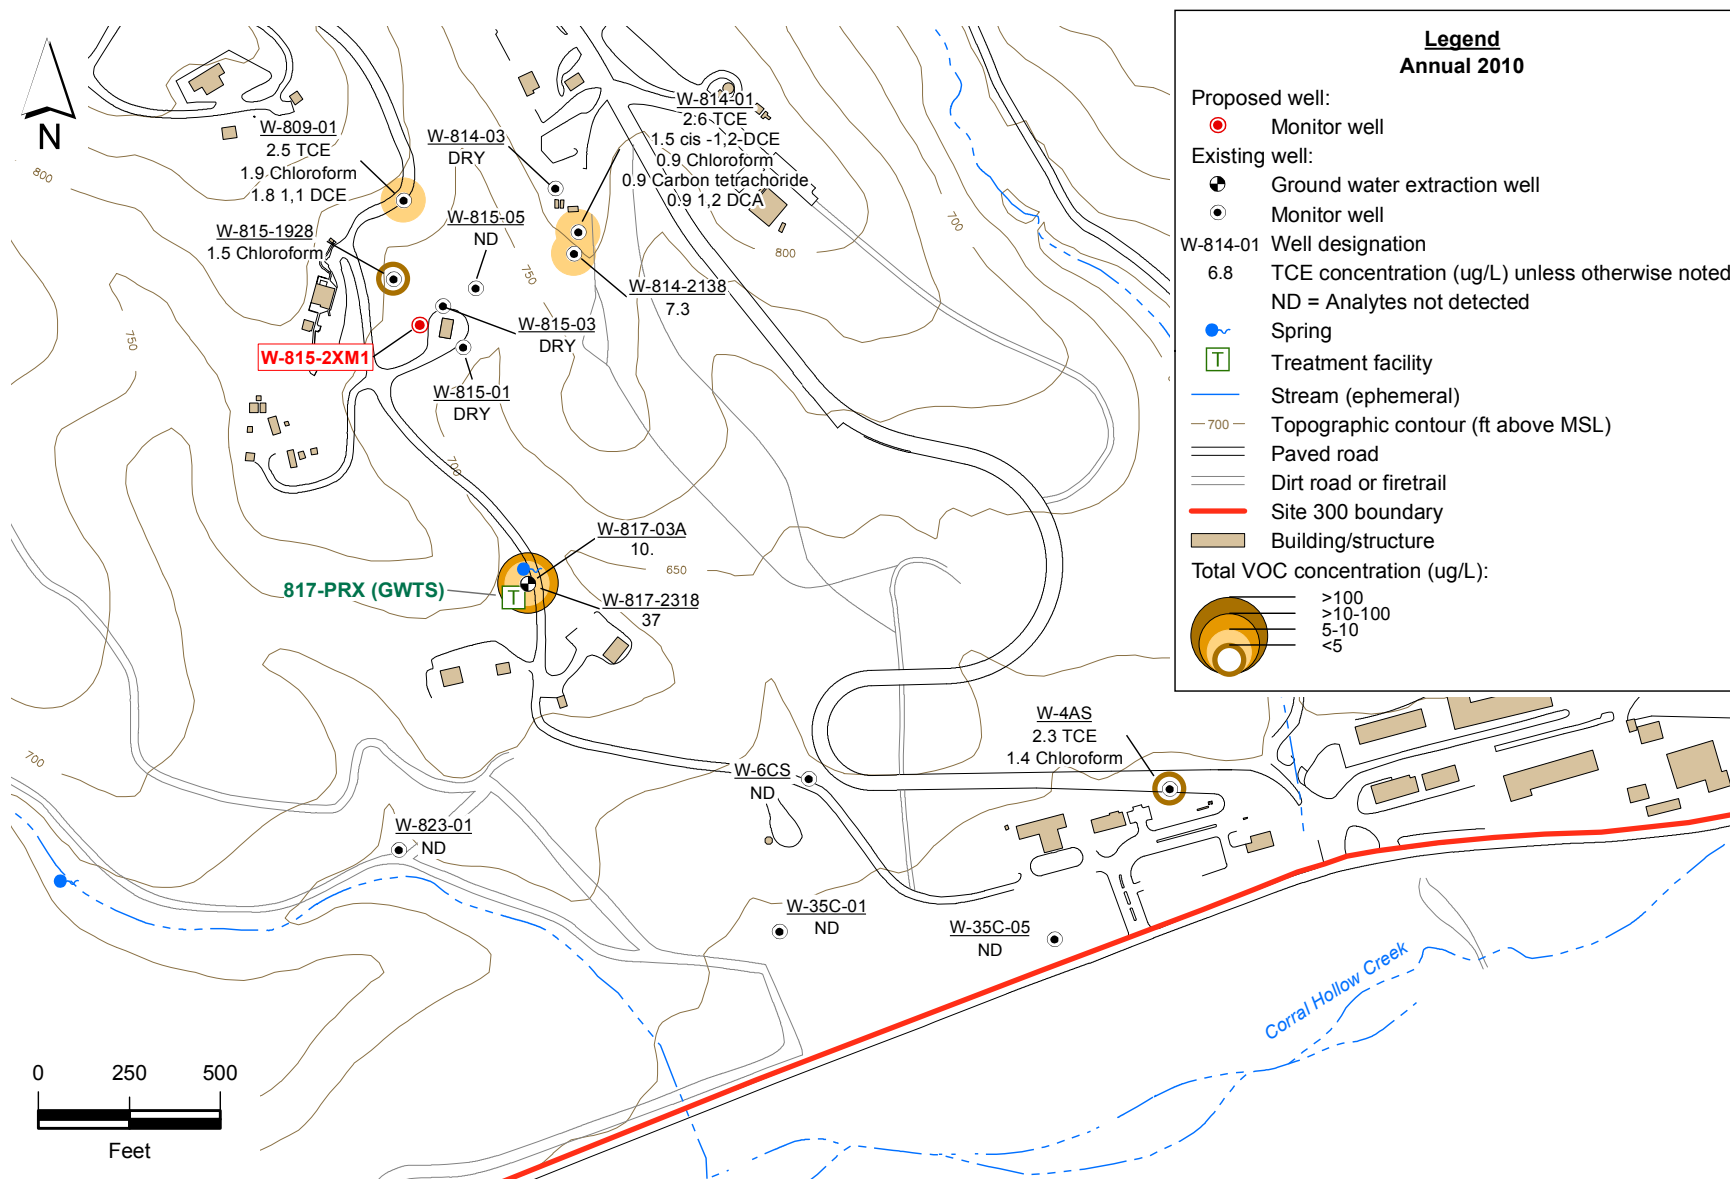 N
W-809-01
2.5 TCE
1.9 Chloroform
1.8 1,1 DCE
W-815-1928
1.5 Chloroform
W-814-03
DRY
W-815-05
ND
W-814-01
2.6 TCE
1.5 cis -1,2-DCE
0.9 Chloroform
0.9 Carbon tetrachoride
0.9 1,2 DCA
W-814-2138
7.3
W-815-03
DRY
W-815-2XM1
W-815-01
DRY
800
750
750
800
700
700
650
700
W-817-03A
10.
817-PRX (GWTS)
T
W-817-2318
37
W-4AS
2.3 TCE
1.4 Chloroform
W-6CS
ND
W-823-01
ND
W-35C-01
ND
W-35C-05
ND
Corral Hollow Creek
0 250 500
Feet
Legend
Annual 2010
Proposed well:
Monitor well
Existing well:
Ground water extraction well
Monitor well
W-814-01 Well designation
6.8 TCE concentration (ug/L) unless otherwise noted
ND = Analytes not detected
Spring
T Treatment facility
Stream (ephemeral)
700 Topographic contour (ft above MSL)
Paved road
Dirt road or firetrail
Site 300 boundary
Building/structure
Total VOC concentration (ug/L):
>100
>10-100
5-10
<5